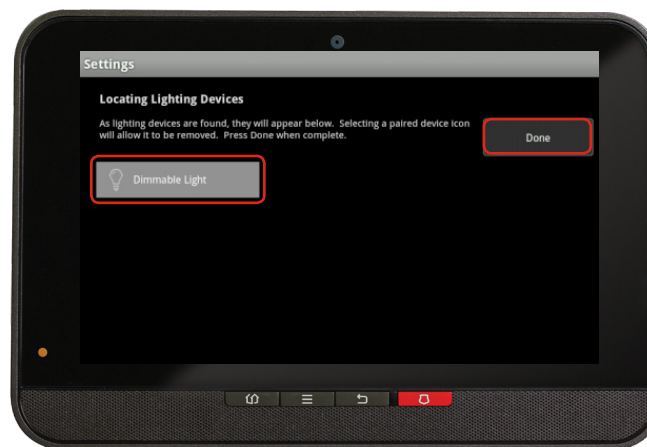 Settings
Locating Lighting Devices
As lighting devices are found, they will appear below. Selecting a paired device icon
will allow it to be removed. Press Done when complete.
Done
Dimmable Light